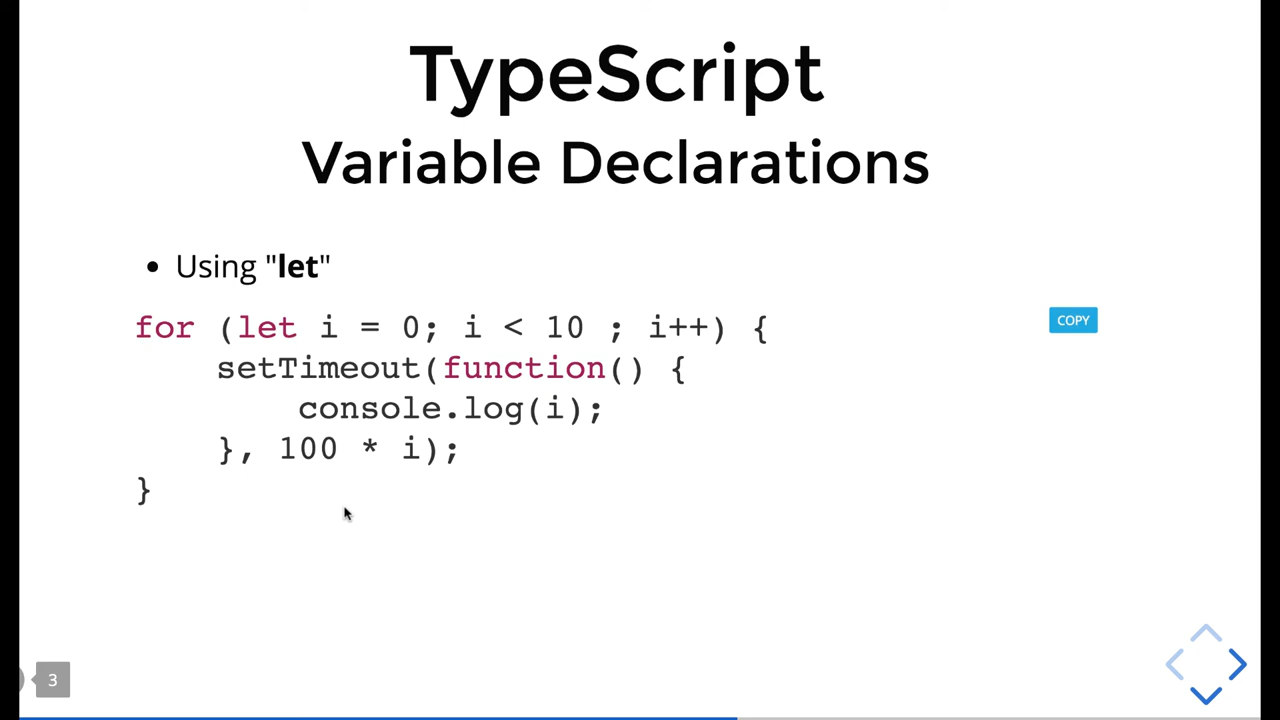 TypeScript
Variable Declarations
• Using "let"
for (let i = 0; i < 10 ; i++) {
    setTimeout(function() {
        console.log(i);
    }, 100 * i);
}
COPY
3